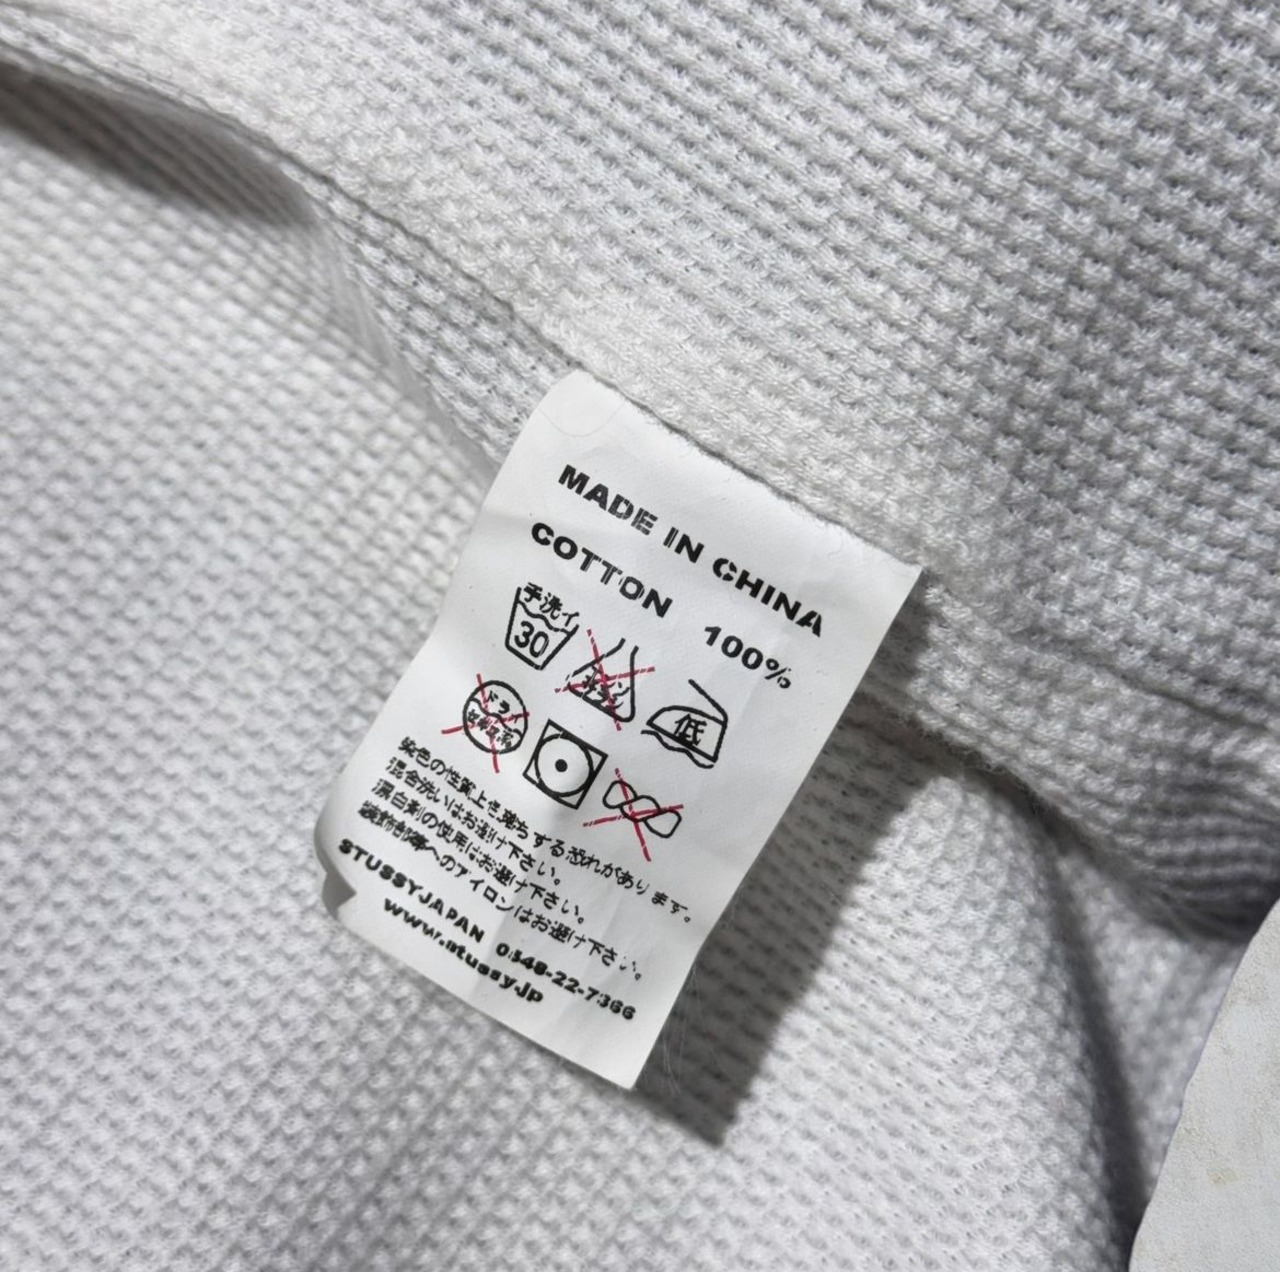 MADE IN CHINA
COTTON 100%
手洗イ
30
低
ドライ
染色の性質上色落ちする恐れがあります。
混合洗いはお避け下さい。
漂白剤の使用はお避け下さい。
装飾部等へのアイロンはお避け下さい。
STUSSY JAPAN 0548-22-7366
www.stussy.jp